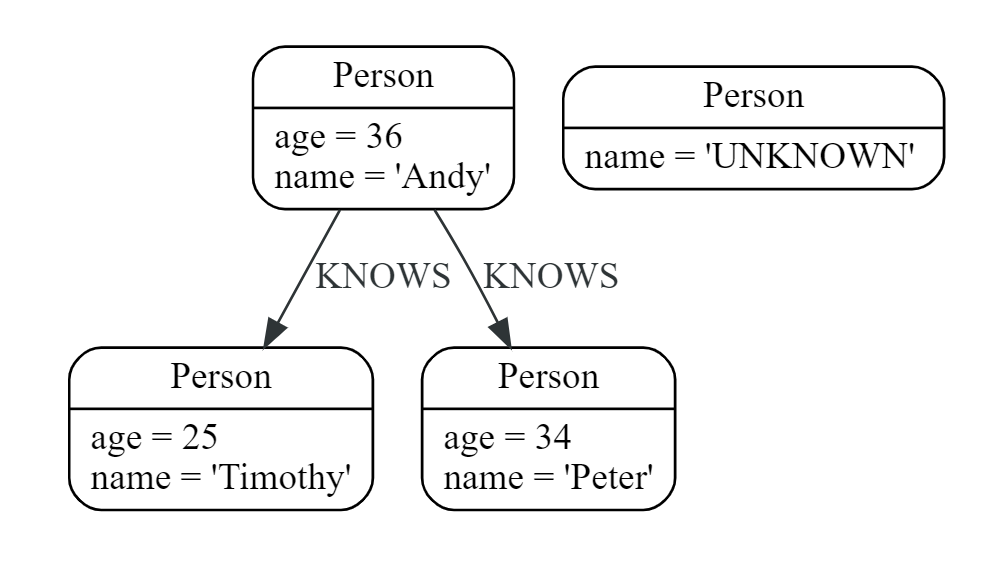 Person
age = 36
name = 'Andy'
Person
name = 'UNKNOWN'
KNOWS
KNOWS
Person
age = 25
name = 'Timothy'
Person
age = 34
name = 'Peter'